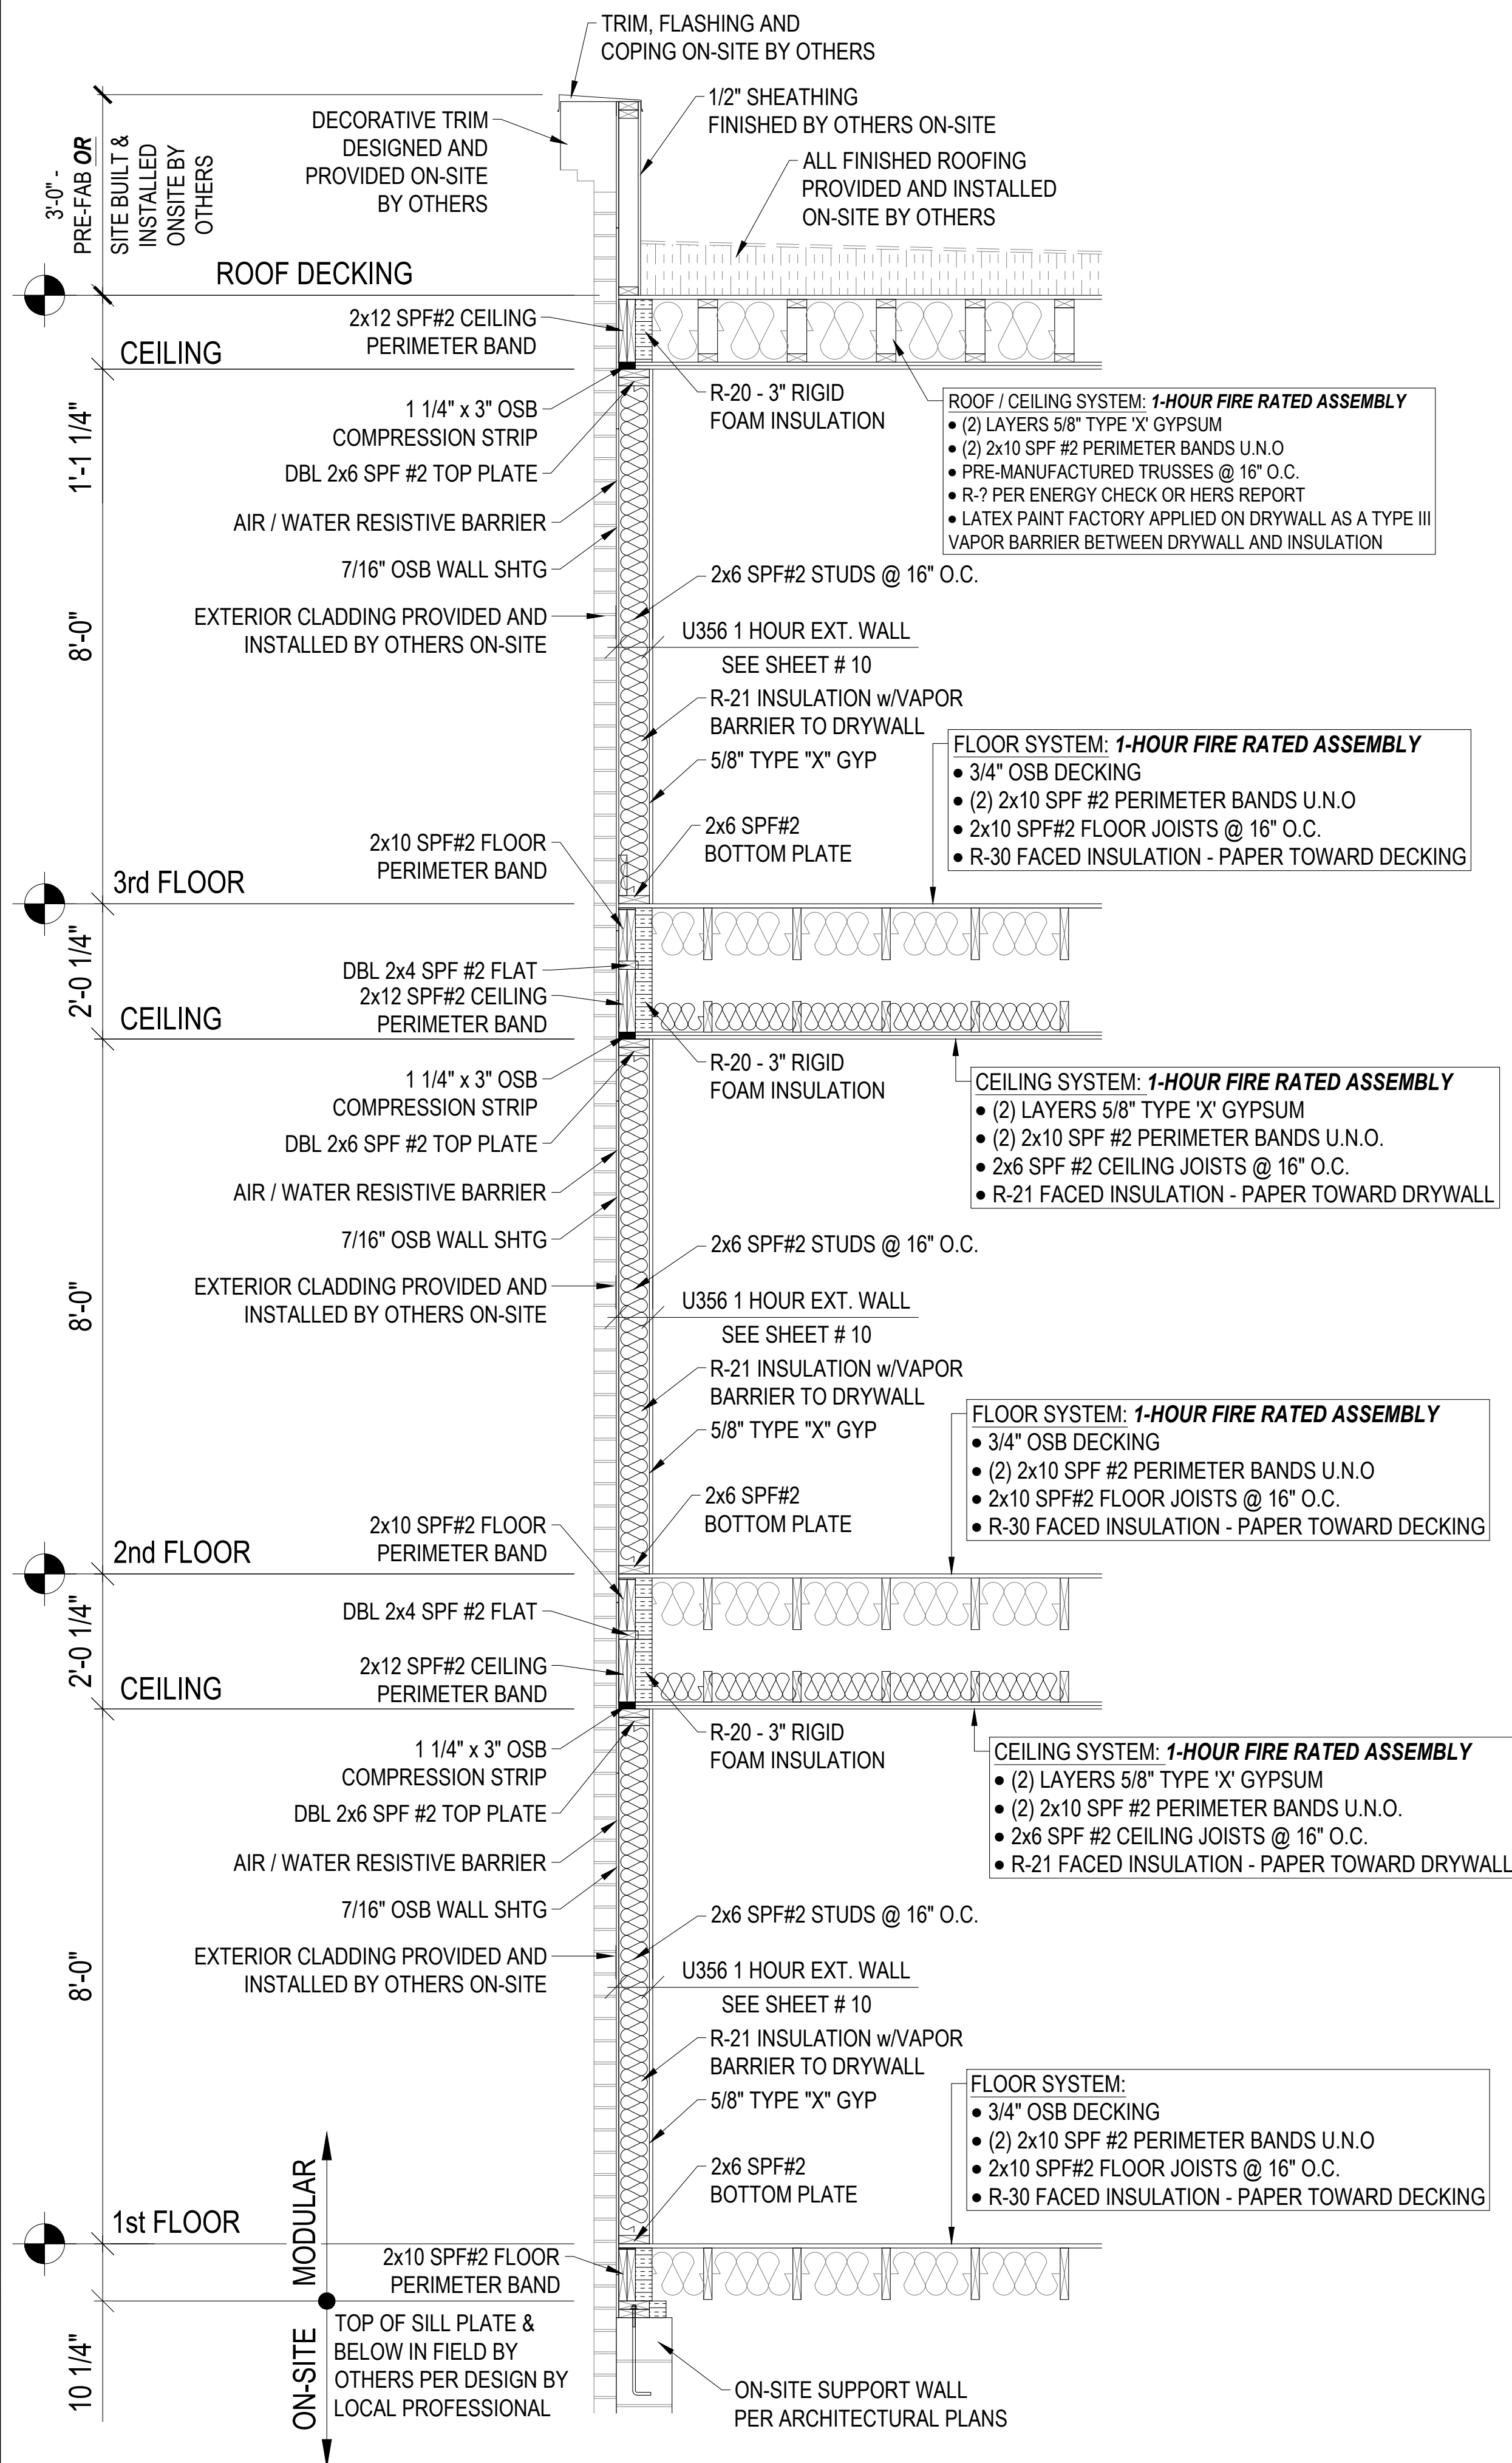 TRIM, FLASHING AND
COPING ON-SITE BY OTHERS
3'-0" -
PRE-FAB OR
SITE BUILT &
INSTALLED
ONSITE BY
OTHERS
DECORATIVE TRIM
DESIGNED AND
PROVIDED ON-SITE
BY OTHERS
1/2" SHEATHING
FINISHED BY OTHERS ON-SITE
ALL FINISHED ROOFING
PROVIDED AND INSTALLED
ON-SITE BY OTHERS
ROOF DECKING
2x12 SPF#2 CEILING
PERIMETER BAND
CEILING
1'-1 1/4"
1 1/4" x 3" OSB
COMPRESSION STRIP
R-20 - 3" RIGID
FOAM INSULATION
ROOF / CEILING SYSTEM: 1-HOUR FIRE RATED ASSEMBLY
● (2) LAYERS 5/8" TYPE 'X' GYPSUM
● (2) 2x10 SPF #2 PERIMETER BANDS U.N.O
● PRE-MANUFACTURED TRUSSES @ 16" O.C.
● R-? PER ENERGY CHECK OR HERS REPORT
● LATEX PAINT FACTORY APPLIED ON DRYWALL AS A TYPE III
VAPOR BARRIER BETWEEN DRYWALL AND INSULATION
DBL 2x6 SPF #2 TOP PLATE
AIR / WATER RESISTIVE BARRIER
7/16" OSB WALL SHTG
2x6 SPF#2 STUDS @ 16" O.C.
8'-0"
EXTERIOR CLADDING PROVIDED AND
INSTALLED BY OTHERS ON-SITE
U356 1 HOUR EXT. WALL
SEE SHEET # 10
R-21 INSULATION w/VAPOR
BARRIER TO DRYWALL
5/8" TYPE "X" GYP
FLOOR SYSTEM: 1-HOUR FIRE RATED ASSEMBLY
● 3/4" OSB DECKING
● (2) 2x10 SPF #2 PERIMETER BANDS U.N.O
● 2x10 SPF#2 FLOOR JOISTS @ 16" O.C.
● R-30 FACED INSULATION - PAPER TOWARD DECKING
2x10 SPF#2 FLOOR
PERIMETER BAND
2x6 SPF#2
BOTTOM PLATE
3rd FLOOR
2'-0 1/4"
DBL 2x4 SPF #2 FLAT
2x12 SPF#2 CEILING
PERIMETER BAND
CEILING
1 1/4" x 3" OSB
COMPRESSION STRIP
R-20 - 3" RIGID
FOAM INSULATION
CEILING SYSTEM: 1-HOUR FIRE RATED ASSEMBLY
● (2) LAYERS 5/8" TYPE 'X' GYPSUM
● (2) 2x10 SPF #2 PERIMETER BANDS U.N.O.
● 2x6 SPF #2 CEILING JOISTS @ 16" O.C.
● R-21 FACED INSULATION - PAPER TOWARD DRYWALL
DBL 2x6 SPF #2 TOP PLATE
AIR / WATER RESISTIVE BARRIER
7/16" OSB WALL SHTG
2x6 SPF#2 STUDS @ 16" O.C.
8'-0"
EXTERIOR CLADDING PROVIDED AND
INSTALLED BY OTHERS ON-SITE
U356 1 HOUR EXT. WALL
SEE SHEET # 10
R-21 INSULATION w/VAPOR
BARRIER TO DRYWALL
5/8" TYPE "X" GYP
FLOOR SYSTEM: 1-HOUR FIRE RATED ASSEMBLY
● 3/4" OSB DECKING
● (2) 2x10 SPF #2 PERIMETER BANDS U.N.O
● 2x10 SPF#2 FLOOR JOISTS @ 16" O.C.
● R-30 FACED INSULATION - PAPER TOWARD DECKING
2x10 SPF#2 FLOOR
PERIMETER BAND
2x6 SPF#2
BOTTOM PLATE
2nd FLOOR
2'-0 1/4"
DBL 2x4 SPF #2 FLAT
2x12 SPF#2 CEILING
PERIMETER BAND
CEILING
1 1/4" x 3" OSB
COMPRESSION STRIP
R-20 - 3" RIGID
FOAM INSULATION
CEILING SYSTEM: 1-HOUR FIRE RATED ASSEMBLY
● (2) LAYERS 5/8" TYPE 'X' GYPSUM
● (2) 2x10 SPF #2 PERIMETER BANDS U.N.O.
● 2x6 SPF #2 CEILING JOISTS @ 16" O.C.
● R-21 FACED INSULATION - PAPER TOWARD DRYWALL
DBL 2x6 SPF #2 TOP PLATE
AIR / WATER RESISTIVE BARRIER
7/16" OSB WALL SHTG
2x6 SPF#2 STUDS @ 16" O.C.
8'-0"
EXTERIOR CLADDING PROVIDED AND
INSTALLED BY OTHERS ON-SITE
U356 1 HOUR EXT. WALL
SEE SHEET # 10
R-21 INSULATION w/VAPOR
BARRIER TO DRYWALL
5/8" TYPE "X" GYP
FLOOR SYSTEM:
● 3/4" OSB DECKING
● (2) 2x10 SPF #2 PERIMETER BANDS U.N.O
● 2x10 SPF#2 FLOOR JOISTS @ 16" O.C.
● R-30 FACED INSULATION - PAPER TOWARD DECKING
2x6 SPF#2
BOTTOM PLATE
1st FLOOR
MODULAR
2x10 SPF#2 FLOOR
PERIMETER BAND
10 1/4"
ON-SITE
TOP OF SILL PLATE &
BELOW IN FIELD BY
OTHERS PER DESIGN BY
LOCAL PROFESSIONAL
ON-SITE SUPPORT WALL
PER ARCHITECTURAL PLANS